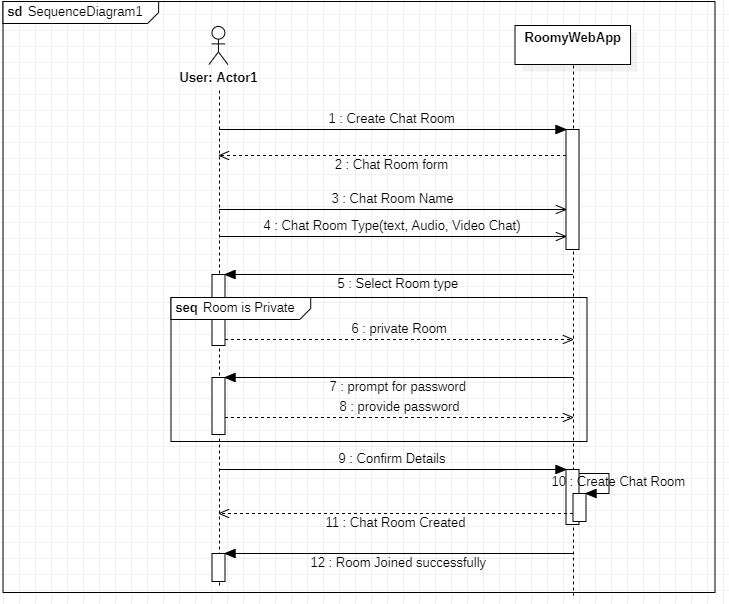 sd SequenceDiagram1
RoomyWebApp
User: Actor1
1 : Create Chat Room
2 : Chat Room form
3 : Chat Room Name
4 : Chat Room Type(text, Audio, Video Chat)
5 : Select Room type
seq Room is Private
6 : private Room
7 : prompt for password
8 : provide password
9 : Confirm Details
10 : Create Chat Room
11 : Chat Room Created
12 : Room Joined successfully